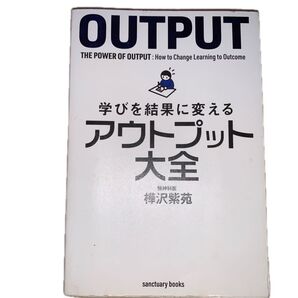 OUTPUT
THE POWER OF OUTPUT : How to Change Learning to Outcome
学びを結果に変える
アウトプット
大全
精神科医
樺沢紫苑
sanctuary books